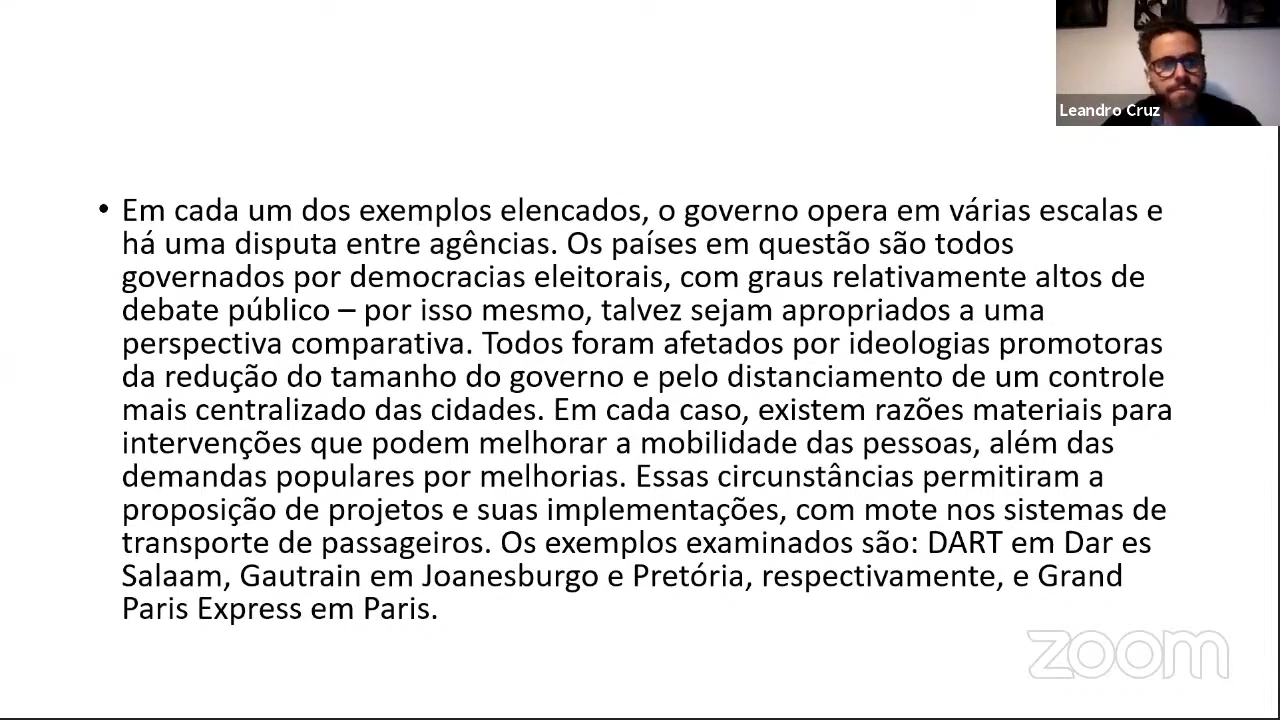 Leandro Cruz
• Em cada um dos exemplos elencados, o governo opera em várias escalas e
há uma disputa entre agências. Os países em questão são todos
governados por democracias eleitorais, com graus relativamente altos de
debate público – por isso mesmo, talvez sejam apropriados a uma
perspectiva comparativa. Todos foram afetados por ideologias promotoras
da redução do tamanho do governo e pelo distanciamento de um controle
mais centralizado das cidades. Em cada caso, existem razões materiais para
intervenções que podem melhorar a mobilidade das pessoas, além das
demandas populares por melhorias. Essas circunstâncias permitiram a
proposição de projetos e suas implementações, com mote nos sistemas de
transporte de passageiros. Os exemplos examinados são: DART em Dar es
Salaam, Gautrain em Joanesburgo e Pretória, respectivamente, e Grand
Paris Express em Paris.
zoom